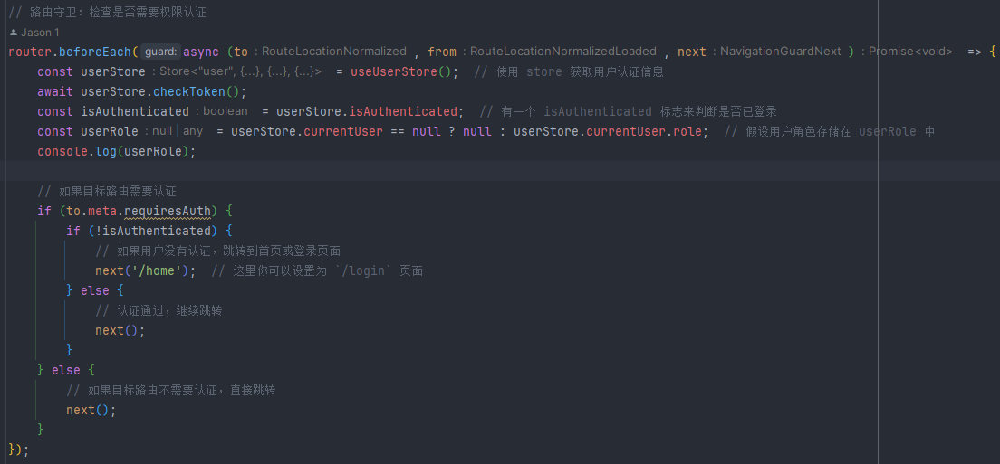 // 路由守卫：检查是否需要权限认证
Jason 1
router.beforeEach( guard: async (to : RouteLocationNormalized , from : RouteLocationNormalizedLoaded , next : NavigationGuardNext ) : Promise<void> => {
const userStore : Store<"user", {...}, {...}, {...}> = useUserStore(); // 使用 store 获取用户认证信息
await userStore.checkToken();
const isAuthenticated : boolean = userStore.isAuthenticated; // 有一个 isAuthenticated 标志来判断是否已登录
const userRole : null | any = userStore.currentUser == null ? null : userStore.currentUser.role; // 假设用户角色存储在 userRole 中
console.log(userRole);
// 如果目标路由需要认证
if (to.meta.requiresAuth) {
if (!isAuthenticated) {
// 如果用户没有认证，跳转到首页或登录页面
next('/home'); // 这里你可以设置为 `/login` 页面
} else {
// 认证通过，继续跳转
next();
}
} else {
// 如果目标路由不需要认证，直接跳转
next();
}
});